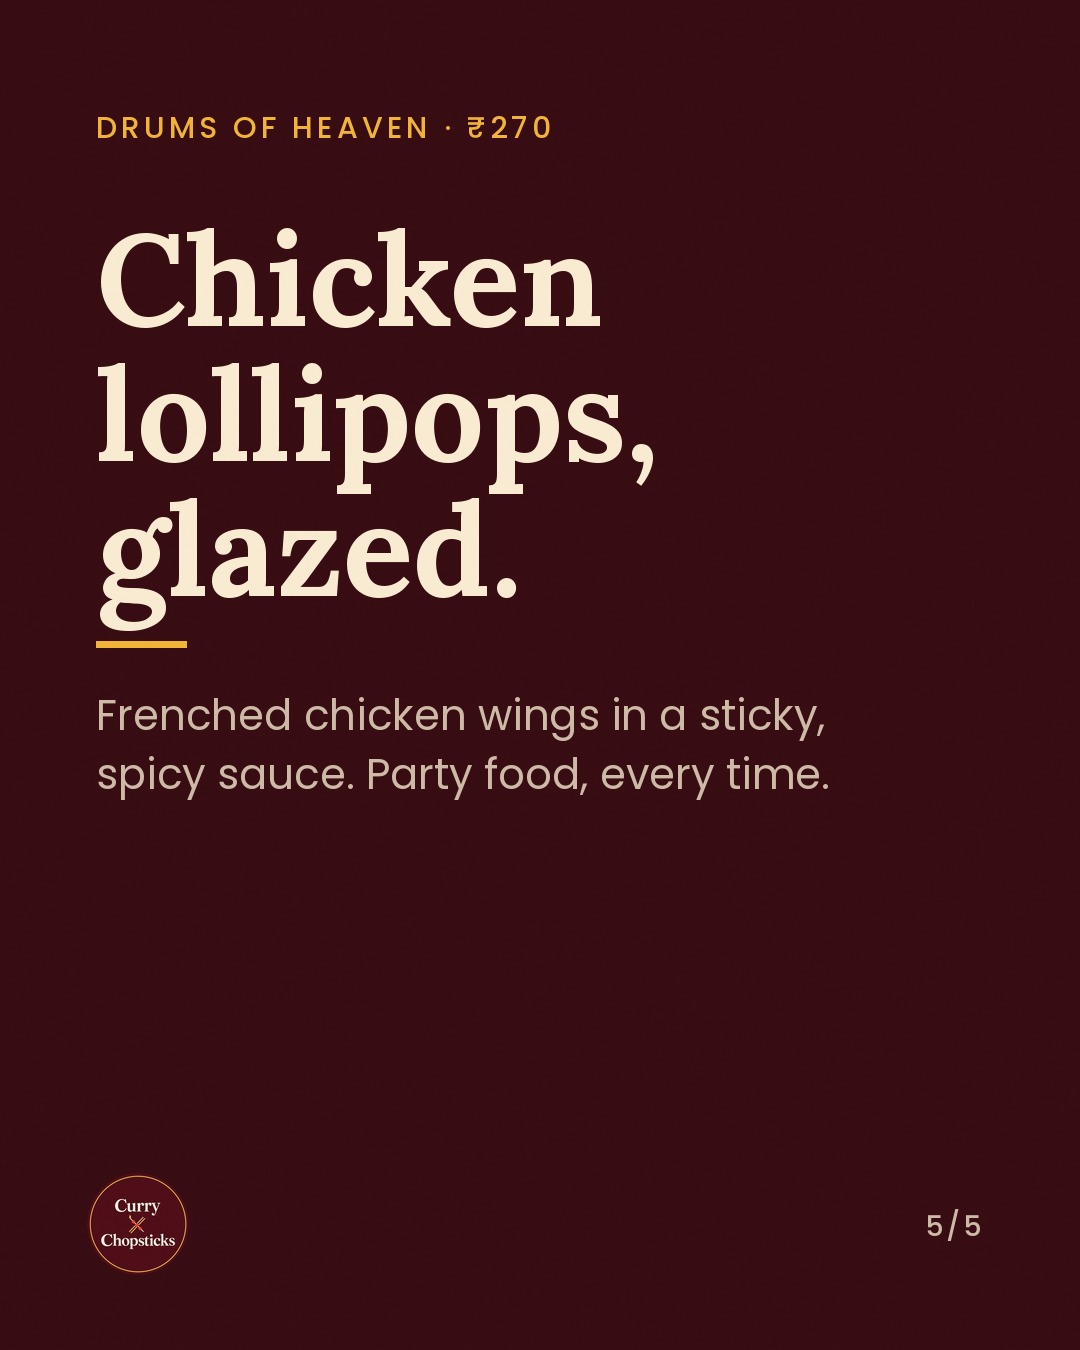 DRUMS OF HEAVEN · ₹270
Chicken
lollipops,
glazed.
Frenched chicken wings in a sticky,
spicy sauce. Party food, every time.
Curry
Chopsticks
5/5